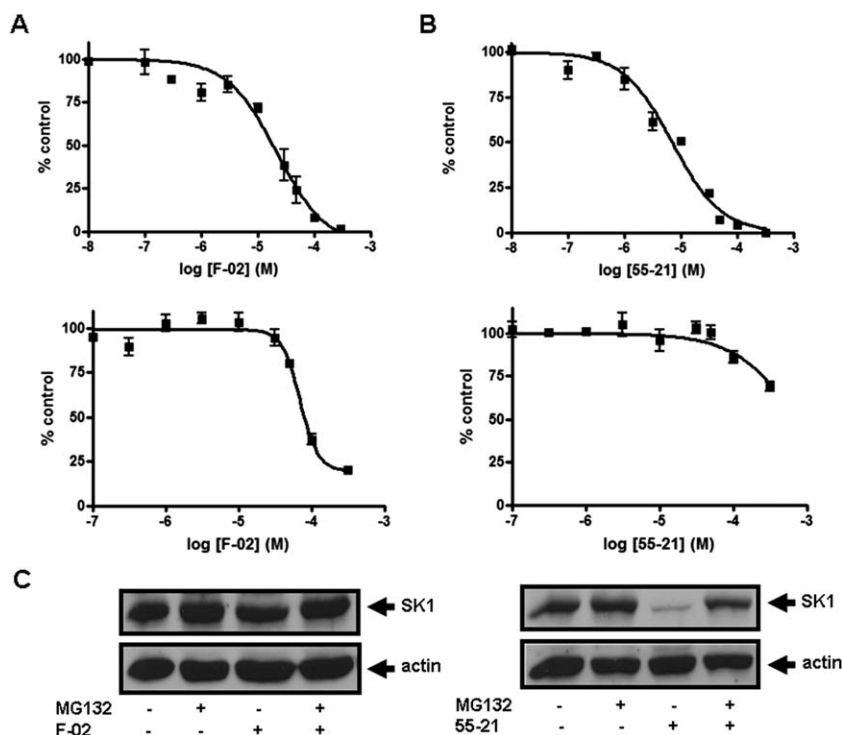 A
B
% control
100
75
50
25
0
-8 -7 -6 -5 -4 -3
log [F-02] (M)
% control
100
75
50
25
0
-8 -7 -6 -5 -4 -3
log [55-21] (M)
% control
100
75
50
25
0
-7 -6 -5 -4 -3
log [F-02] (M)
% control
100
75
50
25
0
-7 -6 -5 -4 -3
log [55-21] (M)
C
SK1
actin
MG132 - + - +
F-02 - - + +
SK1
actin
MG132 - + - +
55-21 - - + +